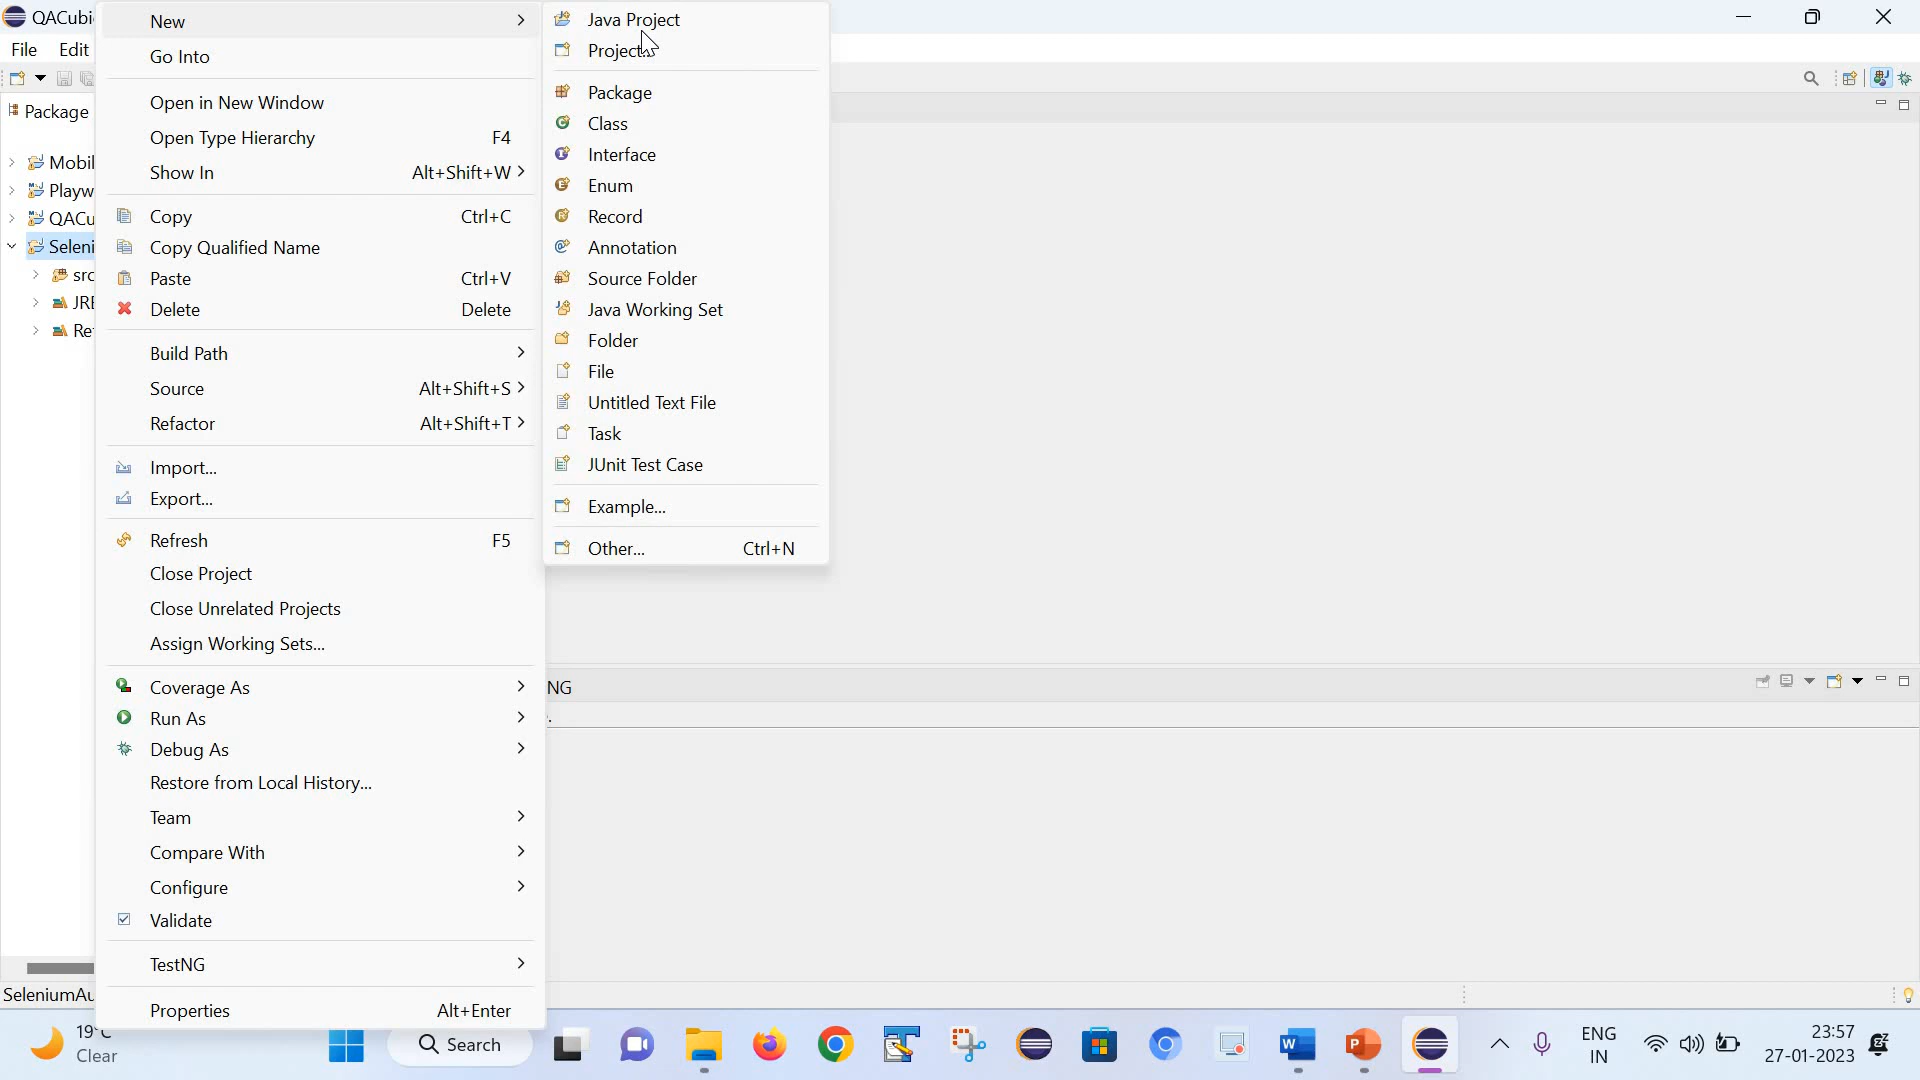 QACubi
File Edit
Package
Mobil
Playw
QACu
Seleni
src
JRE
Re
SeleniumAu
New
Go Into
Open in New Window
Open Type Hierarchy F4
Show In Alt+Shift+W
Copy Ctrl+C
Copy Qualified Name
Paste Ctrl+V
Delete Delete
Build Path
Source Alt+Shift+S
Refactor Alt+Shift+T
Import...
Export...
Refresh F5
Close Project
Close Unrelated Projects
Assign Working Sets...
Coverage As
Run As
Debug As
Restore from Local History...
Team
Compare With
Configure
Validate
TestNG
Properties Alt+Enter
Java Project
Project
Package
Class
Interface
Enum
Record
Annotation
Source Folder
Java Working Set
Folder
File
Untitled Text File
Task
JUnit Test Case
Example...
Other... Ctrl+N
NG
19°C
Clear
Search
ENG
IN
23:57
27-01-2023